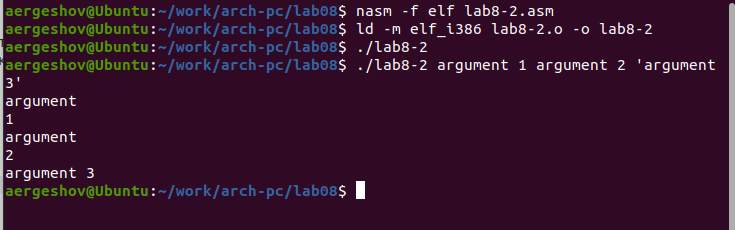 aergeshov@Ubuntu:~/work/arch-pc/lab08$ nasm -f elf lab8-2.asm
aergeshov@Ubuntu:~/work/arch-pc/lab08$ ld -m elf_i386 lab8-2.o -o lab8-2
aergeshov@Ubuntu:~/work/arch-pc/lab08$ ./lab8-2
aergeshov@Ubuntu:~/work/arch-pc/lab08$ ./lab8-2 argument 1 argument 2 'argument
3'
argument
1
argument
2
argument 3
aergeshov@Ubuntu:~/work/arch-pc/lab08$